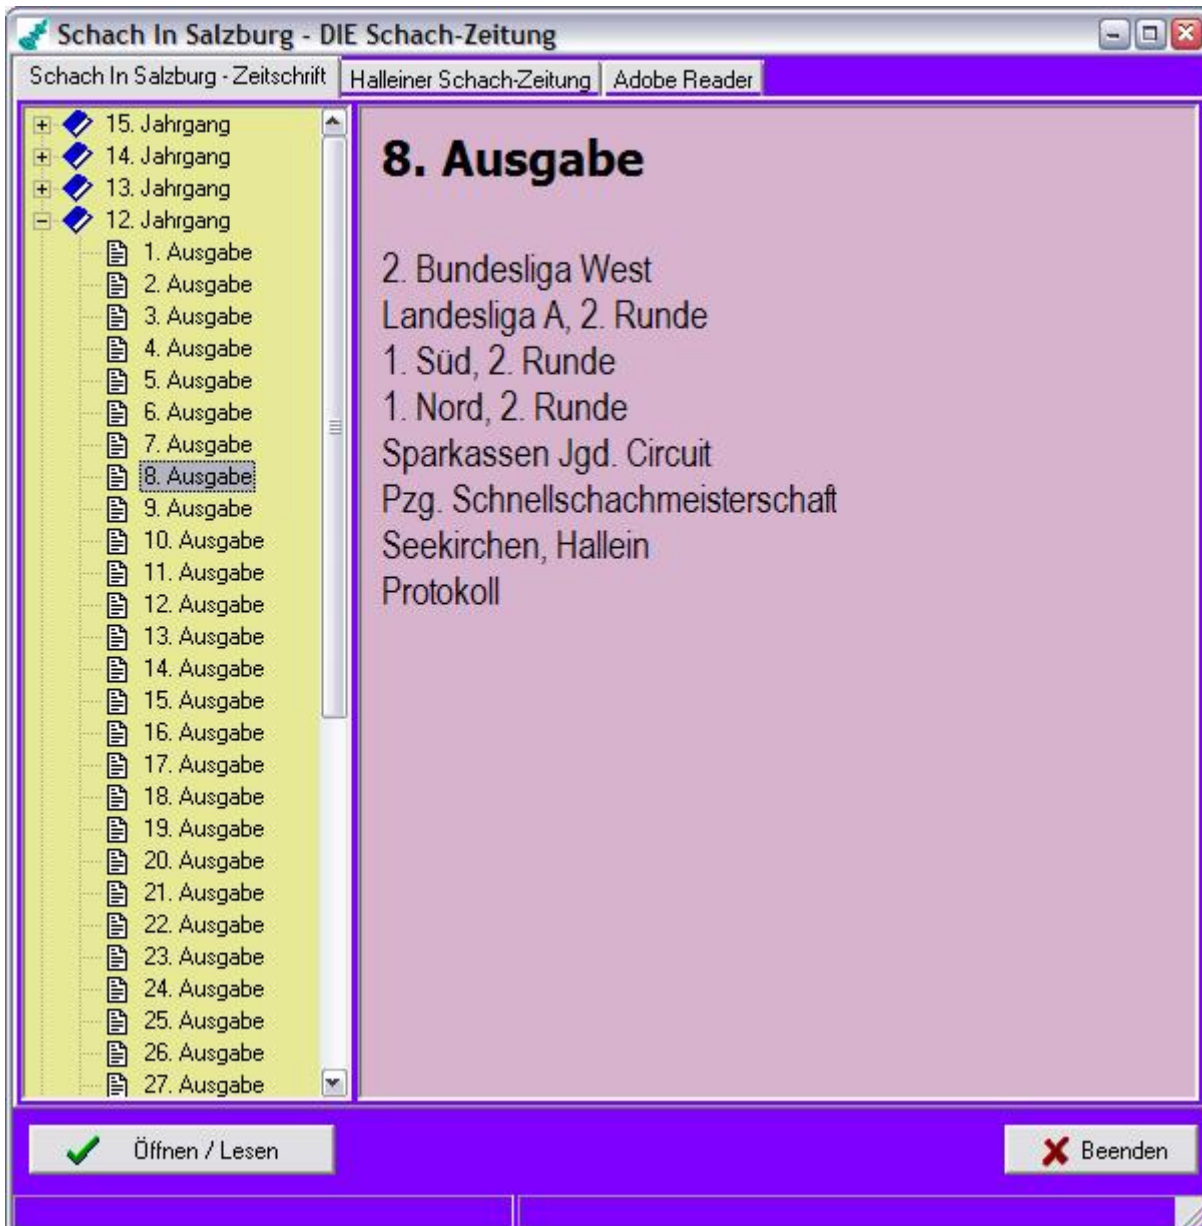 Schach In Salzburg - DIE Schach-Zeitung
Schach In Salzburg - Zeitschrift Halleiner Schach-Zeitung Adobe Reader
15. Jahrgang
14. Jahrgang
13. Jahrgang
12. Jahrgang
1. Ausgabe
2. Ausgabe
3. Ausgabe
4. Ausgabe
5. Ausgabe
6. Ausgabe
7. Ausgabe
8. Ausgabe
9. Ausgabe
10. Ausgabe
11. Ausgabe
12. Ausgabe
13. Ausgabe
14. Ausgabe
15. Ausgabe
16. Ausgabe
17. Ausgabe
18. Ausgabe
19. Ausgabe
20. Ausgabe
21. Ausgabe
22. Ausgabe
23. Ausgabe
24. Ausgabe
25. Ausgabe
26. Ausgabe
27. Ausgabe
8. Ausgabe
2. Bundesliga West
Landesliga A, 2. Runde
1. Süd, 2. Runde
1. Nord, 2. Runde
Sparkassen Jgd. Circuit
Pzg. Schnellschachmeisterschaft
Seekirchen, Hallein
Protokoll
Öffnen / Lesen Beenden